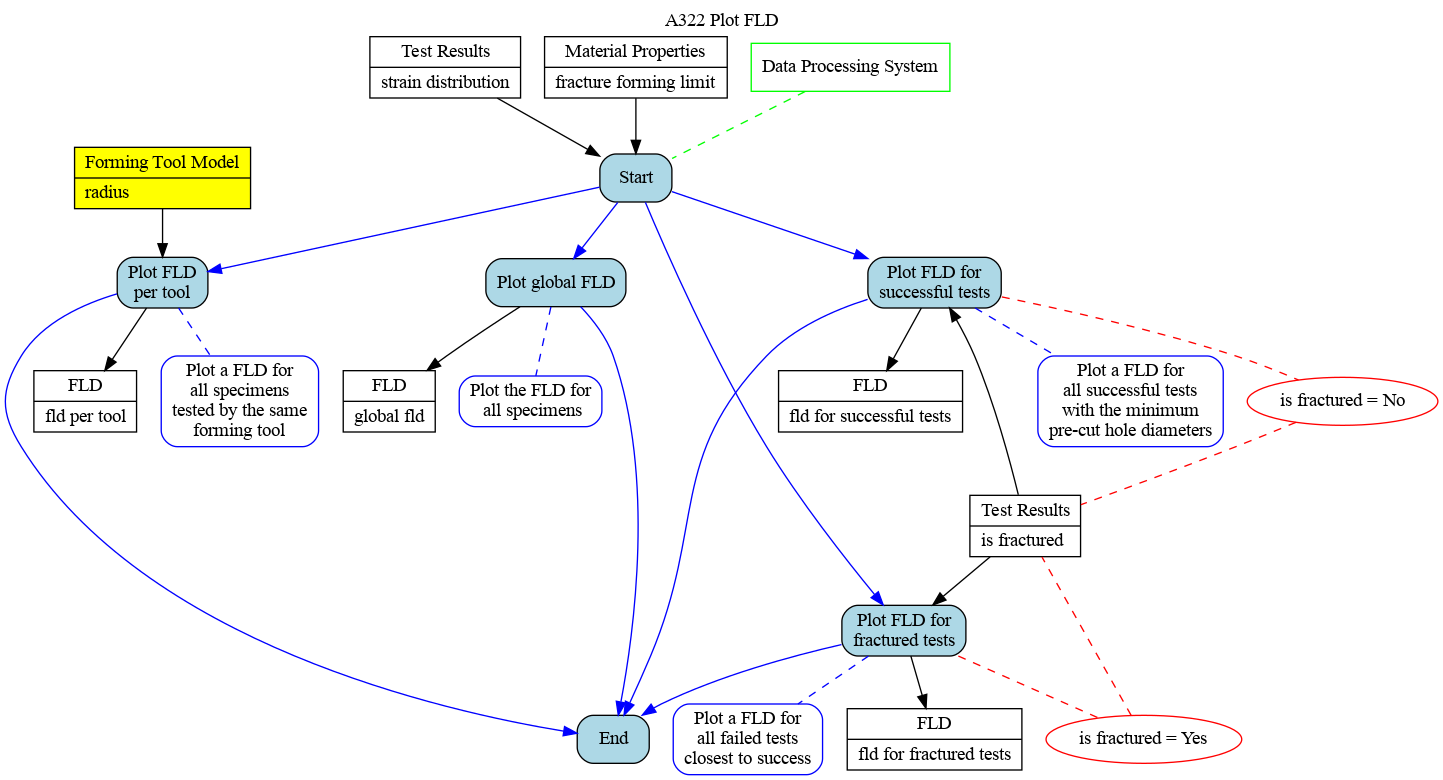 A322 Plot FLD
Test Results
strain distribution
Material Properties
fracture forming limit
Data Processing System
Forming Tool Model
radius
Start
Plot FLD
per tool
Plot global FLD
Plot FLD for
successful tests
FLD
fld per tool
Plot a FLD for
all specimens
tested by the same
forming tool
FLD
global fld
Plot the FLD for
all specimens
FLD
fld for successful tests
Plot a FLD for
all successful tests
with the minimum
pre-cut hole diameters
is fractured = No
Test Results
is fractured
Plot FLD for
fractured tests
End
Plot a FLD for
all failed tests
closest to success
FLD
fld for fractured tests
is fractured = Yes